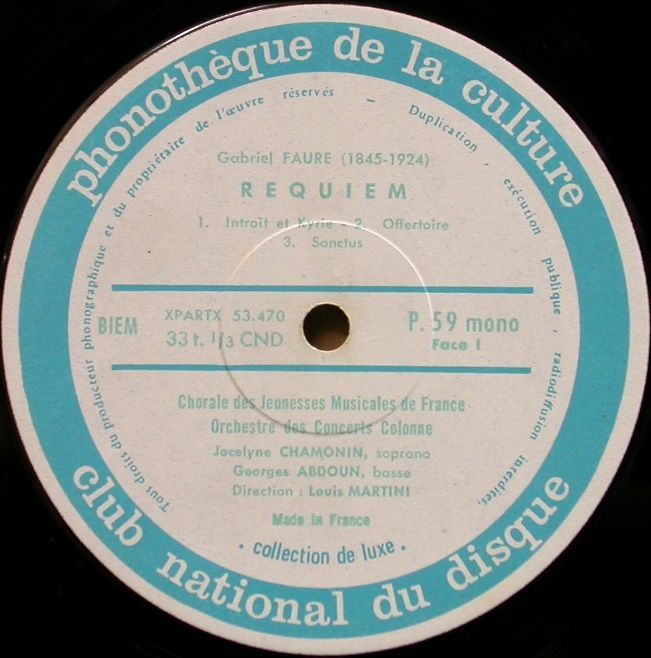 phonothèque de la culture
Tous droits du producteur phonographique et du propriétaire de l'œuvre réservés - Duplication exécution publique, radiodiffusion interdites.
Gabriel FAURE (1845-1924)
REQUIEM
1. Introït et Kyrie - 2. Offertoire
3. Sanctus
BIEM
XPARTX 53.470
33 t. 1/3 CND
P. 59 mono
Face 1
Chorale des Jeunesses Musicales de France
Orchestre des Concerts Colonne
Jocelyne CHAMONIN, soprano
Georges ABDOUN, basse
Direction : Louis MARTINI
Made in France
• collection de luxe •
club national du disque